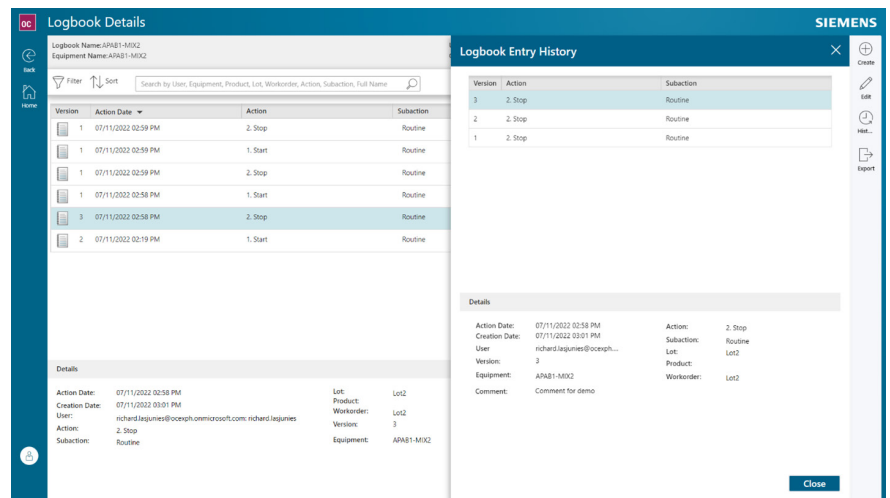 oc Logbook Details SIEMENS
Back
Home
Logbook Name:APAB1-MIX2
Equipment Name:APAB1-MIX2
Filter Sort Search by User, Equipment, Product, Lot, Workorder, Action, Subaction, Full Name
Version Action Date Action Subaction
1 07/11/2022 02:59 PM 2. Stop Routine
1 07/11/2022 02:59 PM 1. Start Routine
1 07/11/2022 02:59 PM 2. Stop Routine
1 07/11/2022 02:58 PM 1. Start Routine
3 07/11/2022 02:58 PM 2. Stop Routine
2 07/11/2022 02:19 PM 1. Start Routine
Details
Action Date: 07/11/2022 02:58 PM Lot: Lot2
Creation Date: 07/11/2022 03:01 PM Product:
User: richard.lasjunies@ocexph.onmicrosoft.com: richard.lasjunies Workorder: Lot2
Action: 2. Stop Version: 3
Subaction: Routine Equipment: APAB1-MIX2
Logbook Entry History
Version Action Subaction
3 2. Stop Routine
2 2. Stop Routine
1 2. Stop Routine
Details
Action Date: 07/11/2022 02:58 PM Action: 2. Stop
Creation Date: 07/11/2022 03:01 PM Subaction: Routine
User richard.lasjunies@ocexph.... Lot: Lot2
Version: 3 Product:
Equipment: APAB1-MIX2 Workorder: Lot2
Comment: Comment for demo
Close
Create
Edit
Hist...
Export